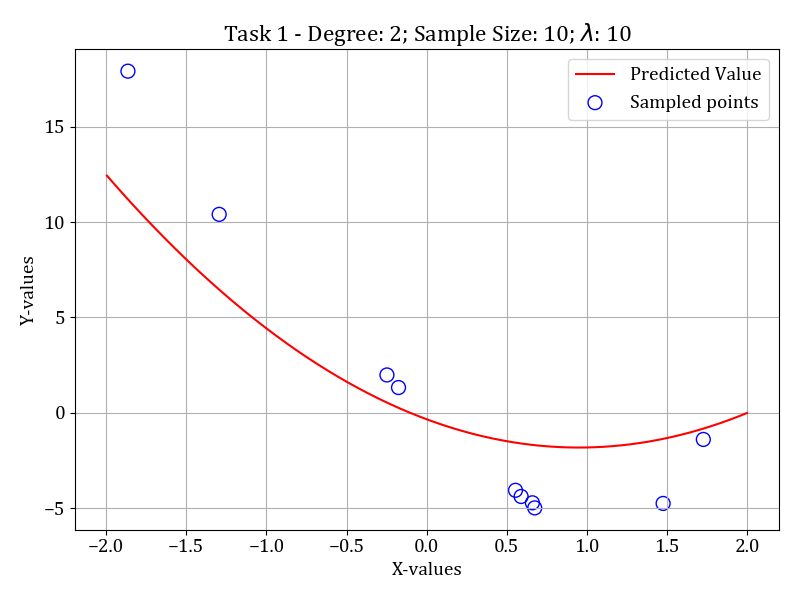 Task 1 - Degree: 2; Sample Size: 10; λ: 10
Predicted Value
Sampled points
15
10
5
0
−5
Y-values
−2.0 −1.5 −1.0 −0.5 0.0 0.5 1.0 1.5 2.0
X-values